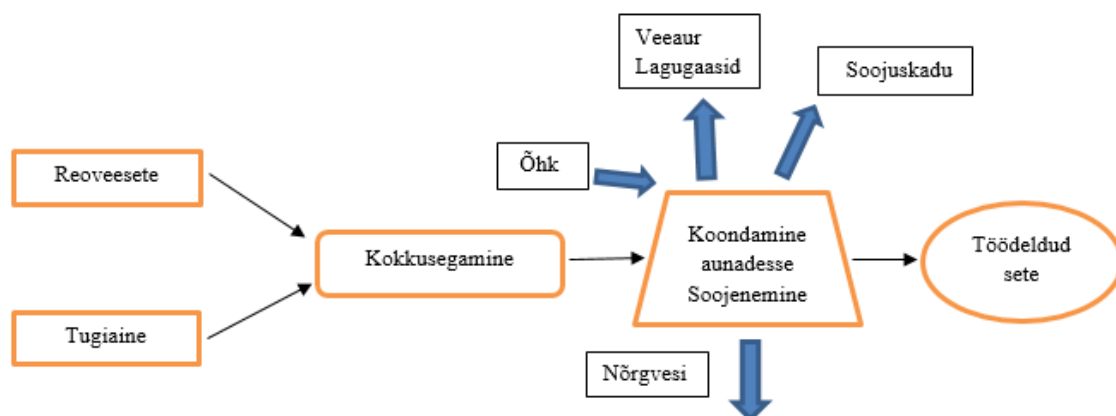 Veeaur
Lagugaasid
Soojuskadu
Õhk
Reoveesete
Kokkusegamine
Koondamine
aunadesse
Soojenemine
Töödeldud
sete
Tugiaine
Nõrgvesi